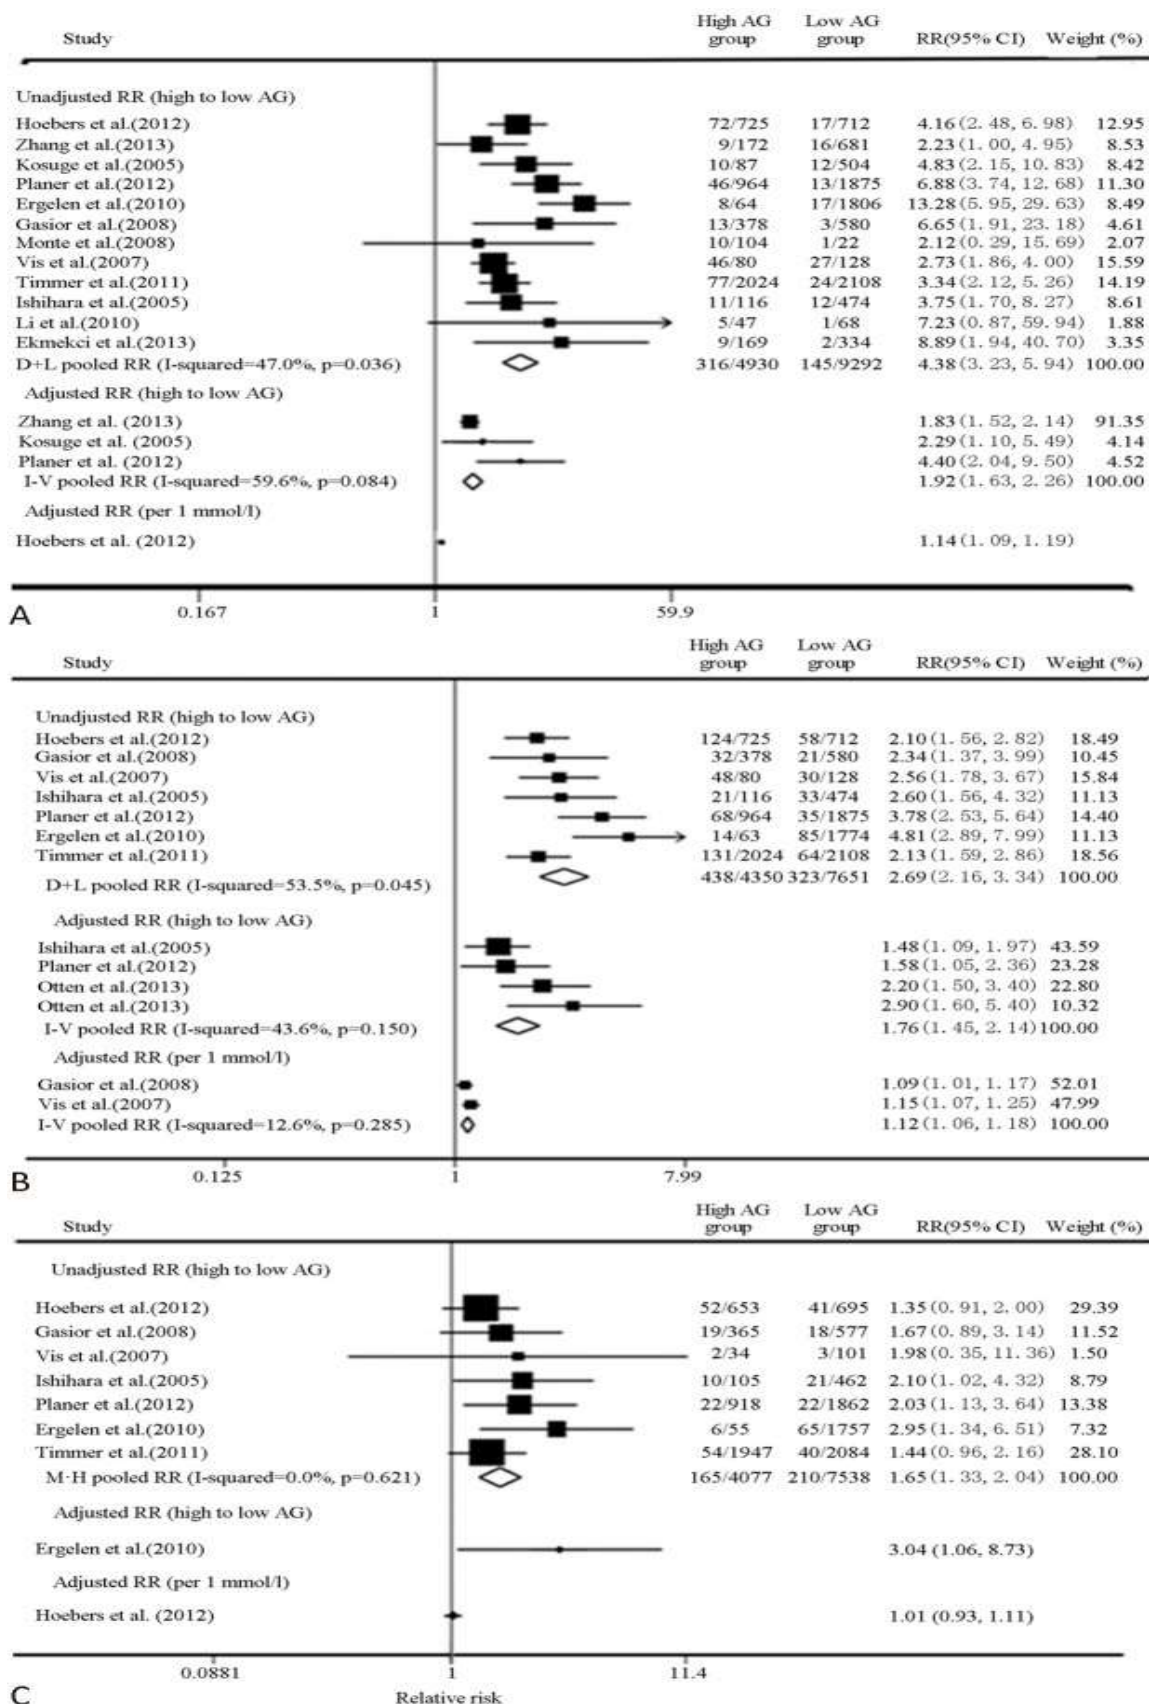 Study High AG group Low AG group RR(95% CI) Weight (%)
Unadjusted RR (high to low AG)
Hoebers et al.(2012) 72/725 17/712 4.16 (2.48, 6.98) 12.95
Zhang et al.(2013) 9/172 16/681 2.23 (1.00, 4.95) 8.53
Kosuge et al.(2005) 10/87 12/504 4.83 (2.15, 10.83) 8.42
Planer et al.(2012) 46/964 13/1875 6.88 (3.74, 12.68) 11.30
Ergelen et al.(2010) 8/64 17/1806 13.28 (5.95, 29.63) 8.49
Gasior et al.(2008) 13/378 3/580 6.65 (1.91, 23.18) 4.61
Monte et al.(2008) 10/104 1/22 2.12 (0.29, 15.69) 2.07
Vis et al.(2007) 46/80 27/128 2.73 (1.86, 4.00) 15.59
Timmer et al.(2011) 77/2024 24/2108 3.34 (2.12, 5.26) 14.19
Ishihara et al.(2005) 11/116 12/474 3.75 (1.70, 8.27) 8.61
Li et al.(2010) 5/47 1/68 7.23 (0.87, 59.94) 1.88
Ekmekci et al.(2013) 9/169 2/334 8.89 (1.94, 40.70) 3.35
D+L pooled RR (I-squared=47.0%, p=0.036) 316/4930 145/9292 4.38 (3.23, 5.94) 100.00
Adjusted RR (high to low AG)
Zhang et al. (2013) 1.83 (1.52, 2.14) 91.35
Kosuge et al. (2005) 2.29 (1.10, 5.49) 4.14
Planer et al. (2012) 4.40 (2.04, 9.50) 4.52
I-V pooled RR (I-squared=59.6%, p=0.084) 1.92 (1.63, 2.26) 100.00
Adjusted RR (per 1 mmol/l)
Hoebers et al. (2012) 1.14 (1.09, 1.19)
0.167 1 59.9
A
Study High AG group Low AG group RR(95% CI) Weight (%)
Unadjusted RR (high to low AG)
Hoebers et al.(2012) 124/725 58/712 2.10 (1.56, 2.82) 18.49
Gasior et al.(2008) 32/378 21/580 2.34 (1.37, 3.99) 10.45
Vis et al.(2007) 48/80 30/128 2.56 (1.78, 3.67) 15.84
Ishihara et al.(2005) 21/116 33/474 2.60 (1.56, 4.32) 11.13
Planer et al.(2012) 68/964 35/1875 3.78 (2.53, 5.64) 14.40
Ergelen et al.(2010) 14/63 85/1774 4.81 (2.89, 7.99) 11.13
Timmer et al.(2011) 131/2024 64/2108 2.13 (1.59, 2.86) 18.56
D+L pooled RR (I-squared=53.5%, p=0.045) 438/4350 323/7651 2.69 (2.16, 3.34) 100.00
Adjusted RR (high to low AG)
Ishihara et al.(2005) 1.48 (1.09, 1.97) 43.59
Planer et al.(2012) 1.58 (1.05, 2.36) 23.28
Otten et al.(2013) 2.20 (1.50, 3.40) 22.80
Otten et al.(2013) 2.90 (1.60, 5.40) 10.32
I-V pooled RR (I-squared=43.6%, p=0.150) 1.76 (1.45, 2.14) 100.00
Adjusted RR (per 1 mmol/l)
Gasior et al.(2008) 1.09 (1.01, 1.17) 52.01
Vis et al.(2007) 1.15 (1.07, 1.25) 47.99
I-V pooled RR (I-squared=12.6%, p=0.285) 1.12 (1.06, 1.18) 100.00
0.125 1 7.99
B
Study High AG group Low AG group RR(95% CI) Weight (%)
Unadjusted RR (high to low AG)
Hoebers et al.(2012) 52/653 41/695 1.35 (0.91, 2.00) 29.39
Gasior et al.(2008) 19/365 18/577 1.67 (0.89, 3.14) 11.52
Vis et al.(2007) 2/34 3/101 1.98 (0.35, 11.36) 1.50
Ishihara et al.(2005) 10/105 21/462 2.10 (1.02, 4.32) 8.79
Planer et al.(2012) 22/918 22/1862 2.03 (1.13, 3.64) 13.38
Ergelen et al.(2010) 6/55 65/1757 2.95 (1.34, 6.51) 7.32
Timmer et al.(2011) 54/1947 40/2084 1.44 (0.96, 2.16) 28.10
M·H pooled RR (I-squared=0.0%, p=0.621) 165/4077 210/7538 1.65 (1.33, 2.04) 100.00
Adjusted RR (high to low AG)
Ergelen et al.(2010) 3.04 (1.06, 8.73)
Adjusted RR (per 1 mmol/l)
Hoebers et al. (2012) 1.01 (0.93, 1.11)
0.0881 1 11.4
C
Relative risk